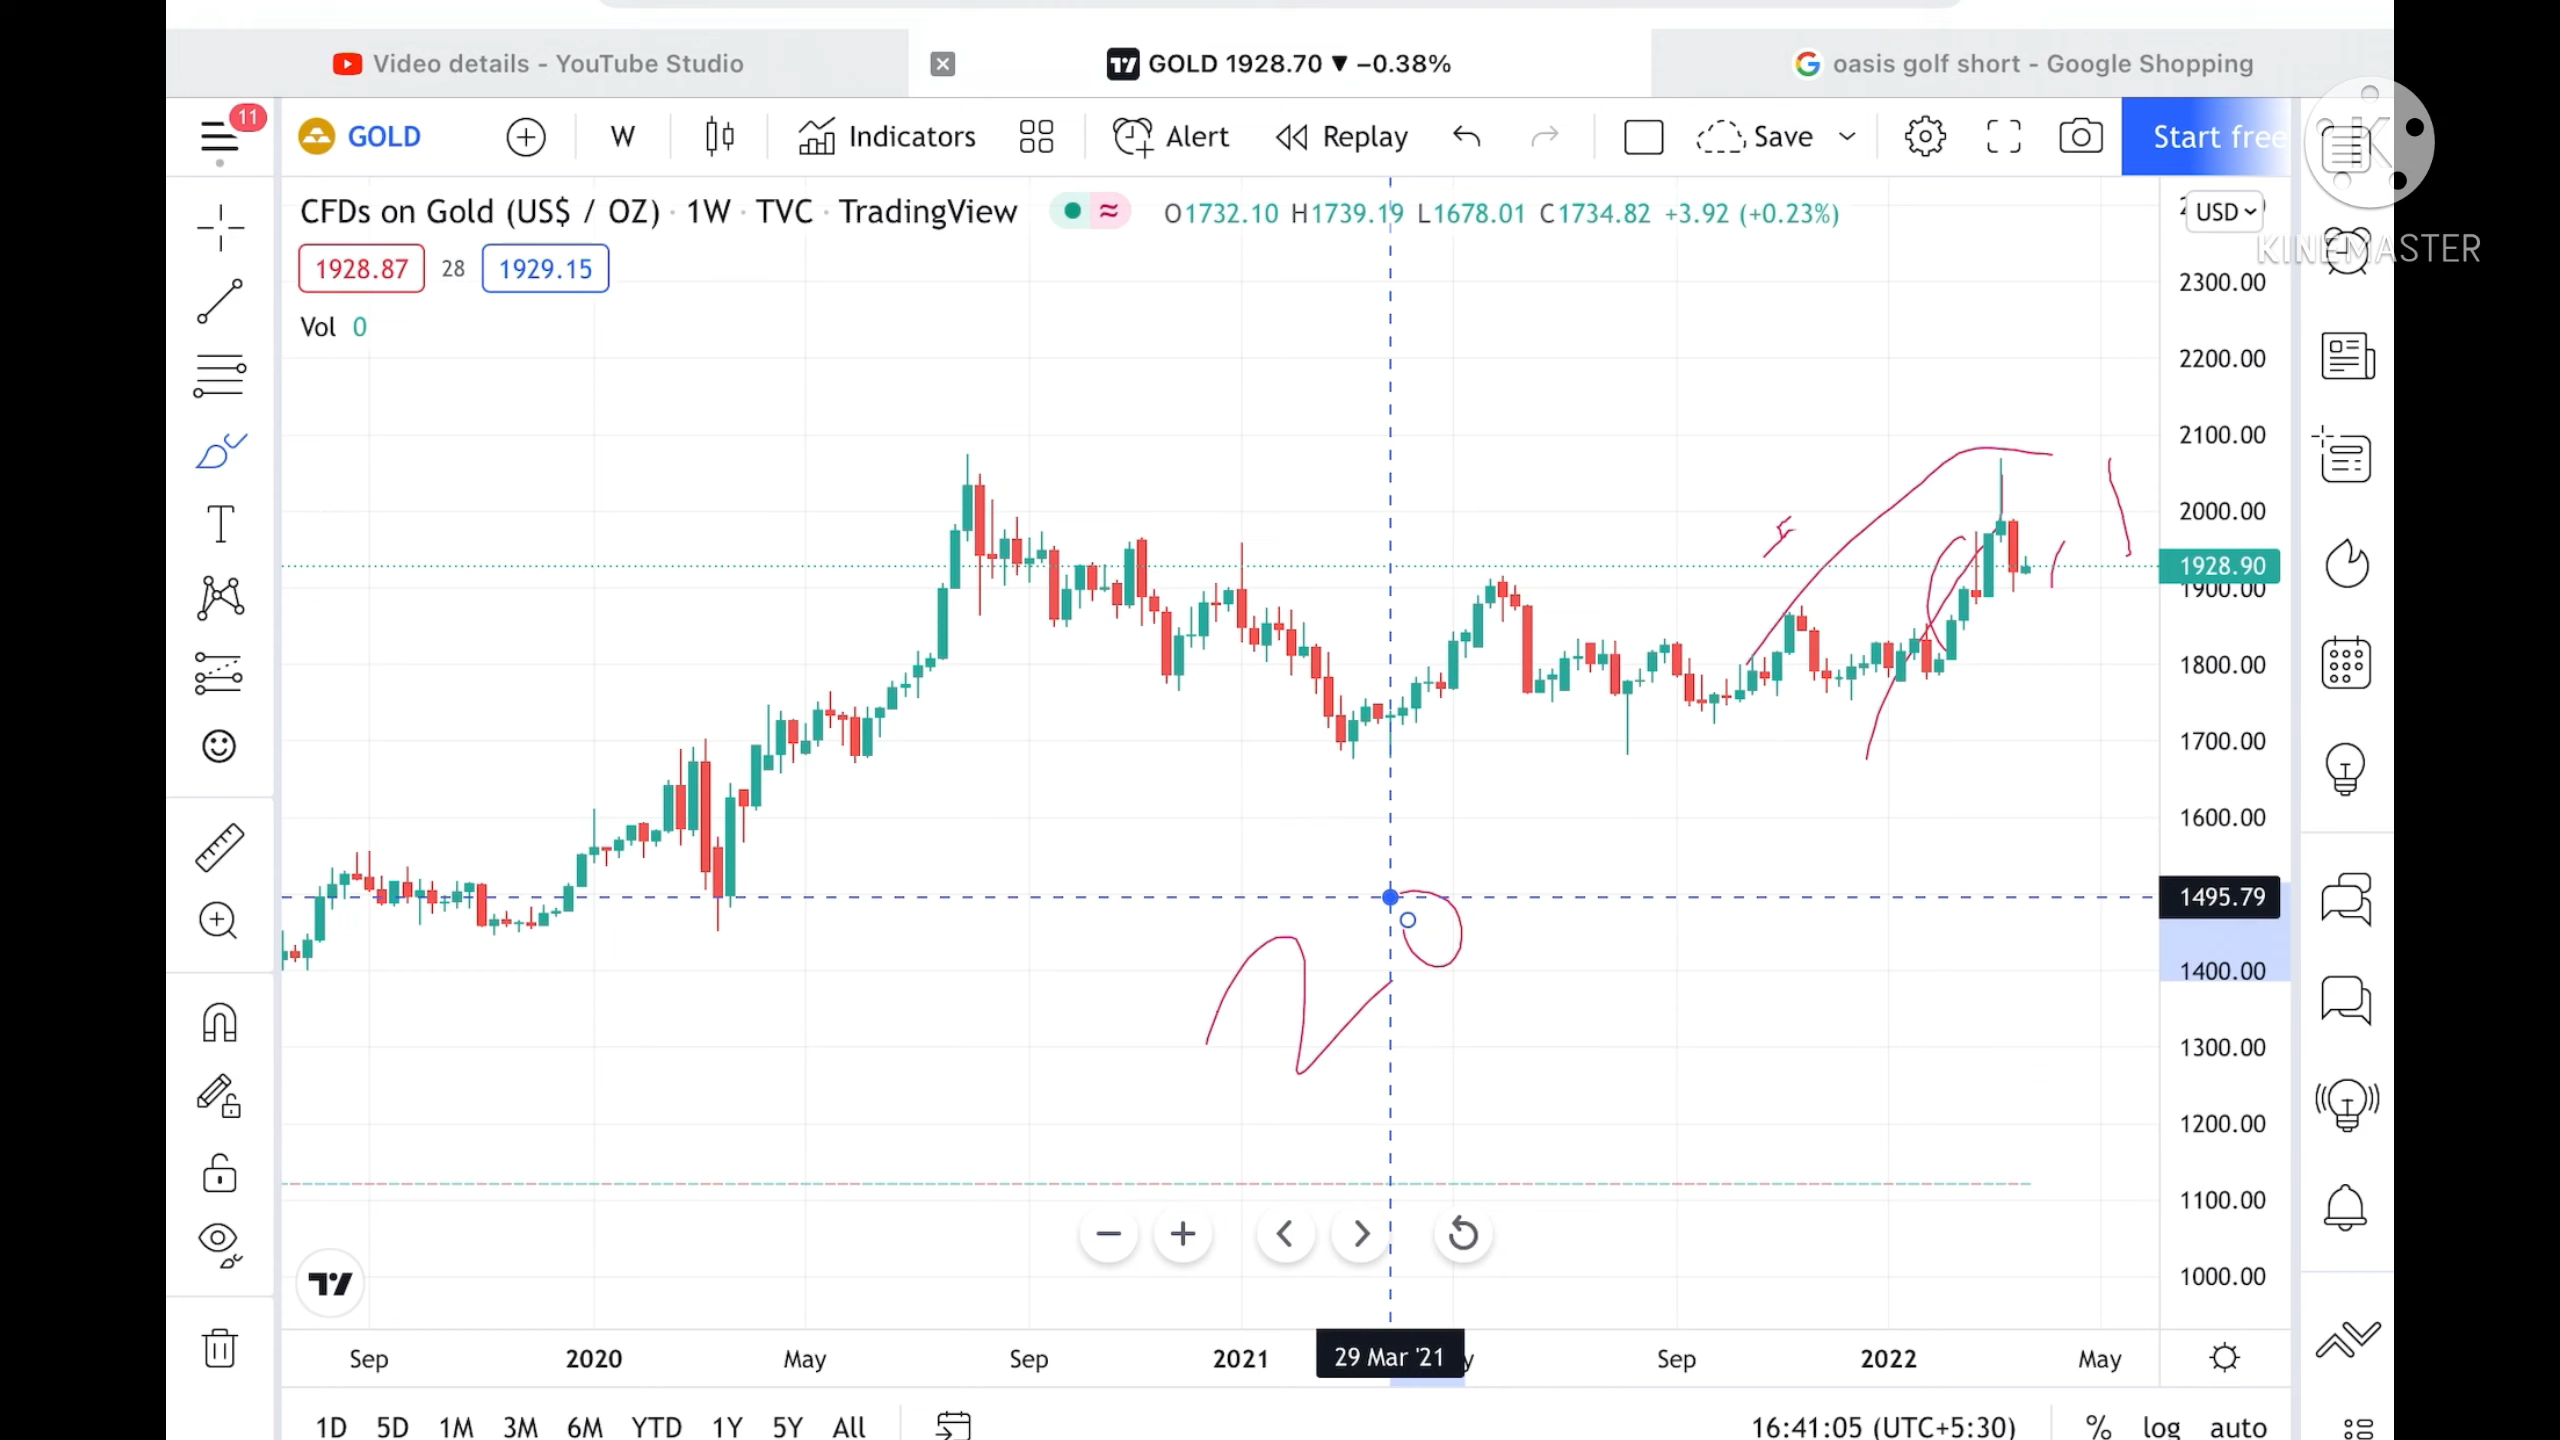 Video details - YouTube Studio
GOLD 1928.70 ▼ −0.38%
oasis golf short - Google Shopping
11
GOLD
W
Indicators
Alert
Replay
Save
Start free
K
KINEMASTER
CFDs on Gold (US$ / OZ) · 1W · TVC · TradingView
O1732.10 H1739.19 L1678.01 C1734.82 +3.92 (+0.23%)
USD
1928.87 28 1929.15
Vol 0
2300.00
2200.00
2100.00
2000.00
1928.90
1900.00
1800.00
1700.00
1600.00
1495.79
1400.00
1300.00
1200.00
1100.00
1000.00
Sep 2020 May Sep 2021 29 Mar '21 Sep 2022 May
1D 5D 1M 3M 6M YTD 1Y 5Y All
16:41:05 (UTC+5:30) % log auto